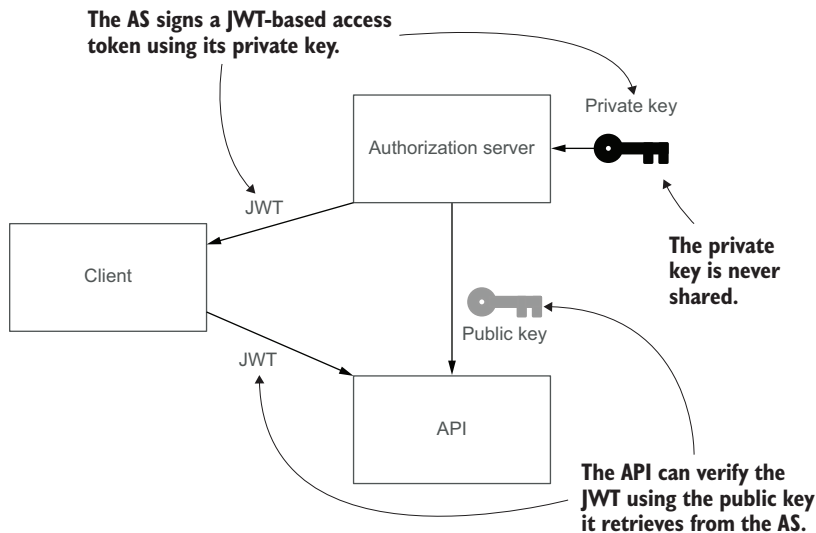 The AS signs a JWT-based access
token using its private key.
Private key
Authorization server
JWT
The private
key is never
shared.
Client
Public key
JWT
API
The API can verify the
JWT using the public key
it retrieves from the AS.